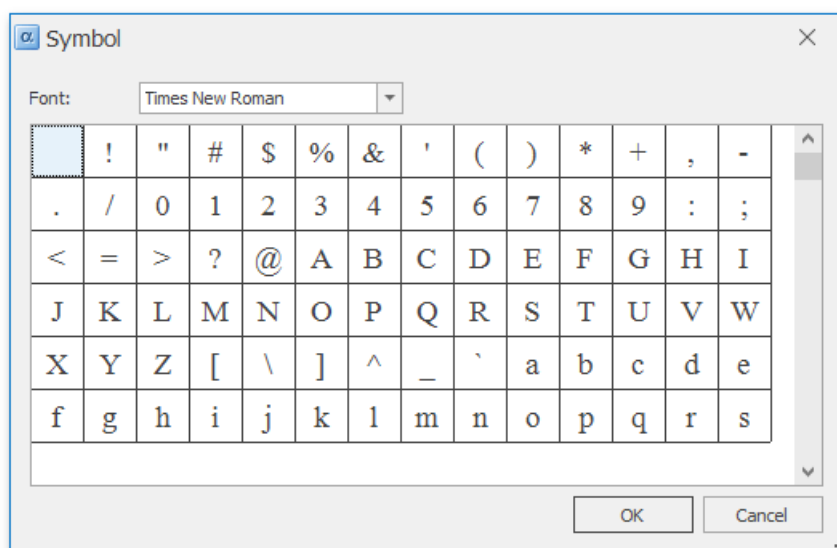 α Symbol
Font: Times New Roman
! " # $ % & ' ( ) * + , -
. / 0 1 2 3 4 5 6 7 8 9 : ;
< = > ? @ A B C D E F G H I
J K L M N O P Q R S T U V W
X Y Z [ \ ] ^ _ ` a b c d e
f g h i j k l m n o p q r s
OK Cancel